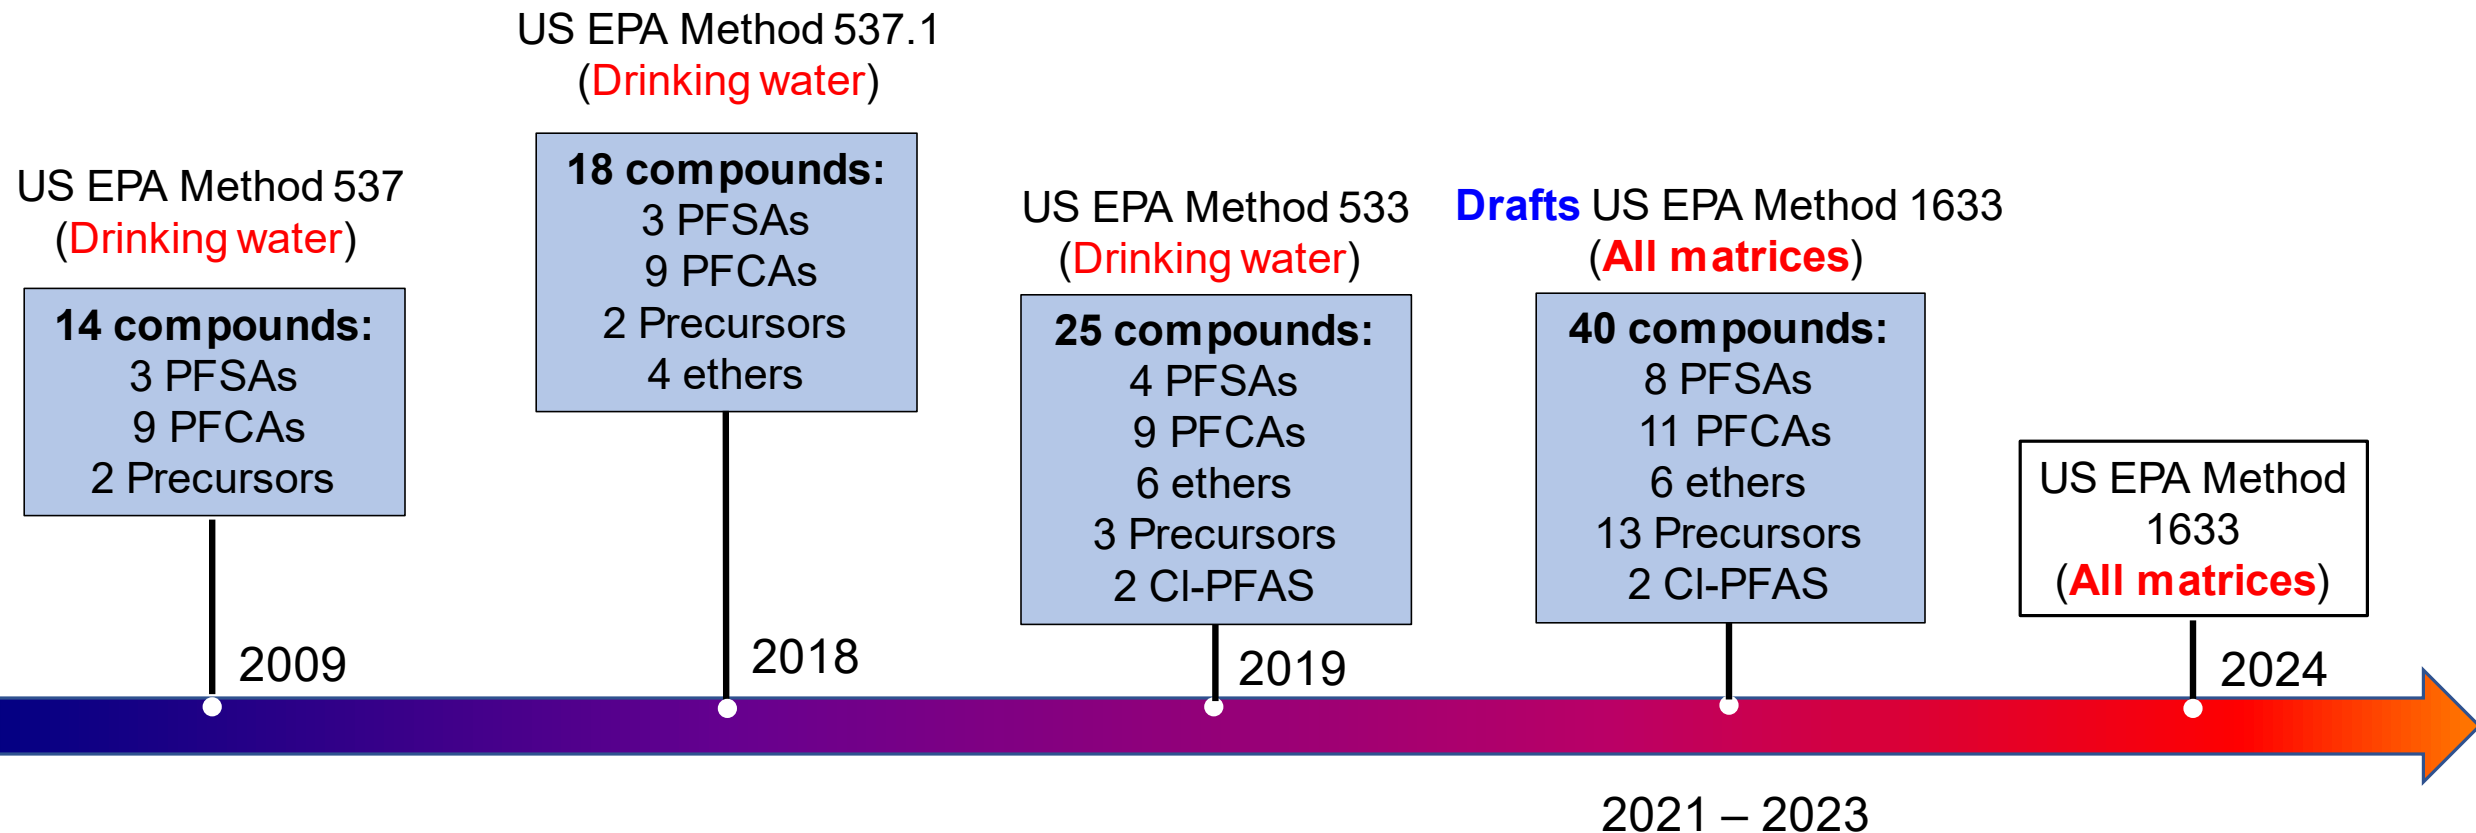 US EPA Method 537
(Drinking water)
14 compounds:
3 PFSAs
9 PFCAs
2 Precursors
2009
US EPA Method 537.1
(Drinking water)
18 compounds:
3 PFSAs
9 PFCAs
2 Precursors
4 ethers
2018
US EPA Method 533
(Drinking water)
25 compounds:
4 PFSAs
9 PFCAs
6 ethers
3 Precursors
2 Cl-PFAS
2019
Drafts US EPA Method 1633
(All matrices)
40 compounds:
8 PFSAs
11 PFCAs
6 ethers
13 Precursors
2 Cl-PFAS
2021 – 2023
US EPA Method
1633
(All matrices)
2024